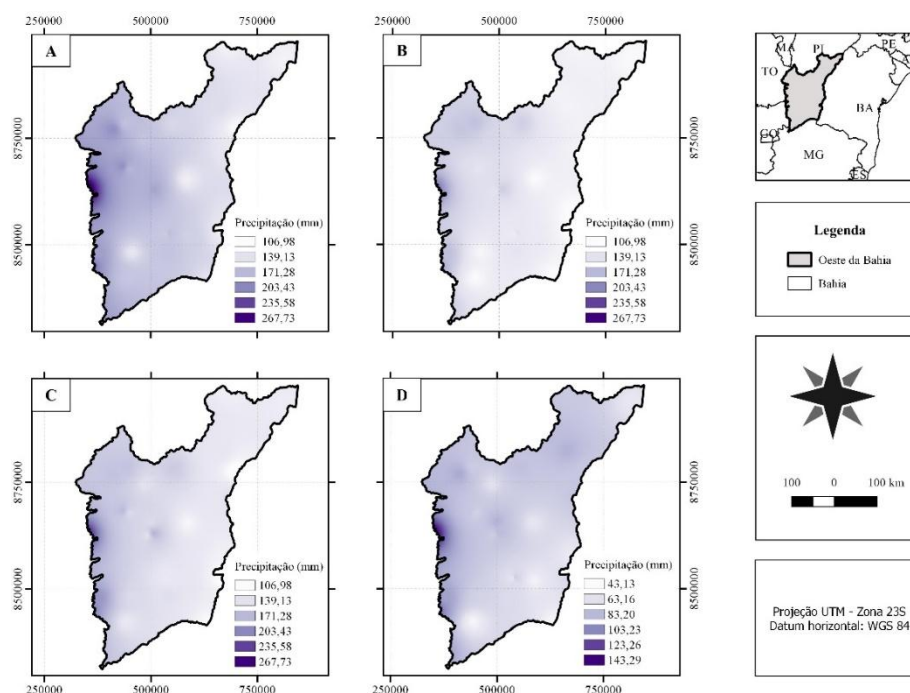 250000 500000 750000
250000 500000 750000
A
8750000
8500000
Precipitação (mm)
106,98
139,13
171,28
203,43
235,58
267,73
B
8750000
8500000
Precipitação (mm)
106,98
139,13
171,28
203,43
235,58
267,73
C
8750000
8500000
Precipitação (mm)
106,98
139,13
171,28
203,43
235,58
267,73
D
8750000
8500000
Precipitação (mm)
43,13
63,16
83,20
103,23
123,26
143,29
250000 500000 750000
250000 500000 750000
MA
PI
PE
TO
BA
GO
MG
ES
Legenda
Oeste da Bahia
Bahia
100 0 100 km
Projeção UTM - Zona 23S
Datum horizontal: WGS 84